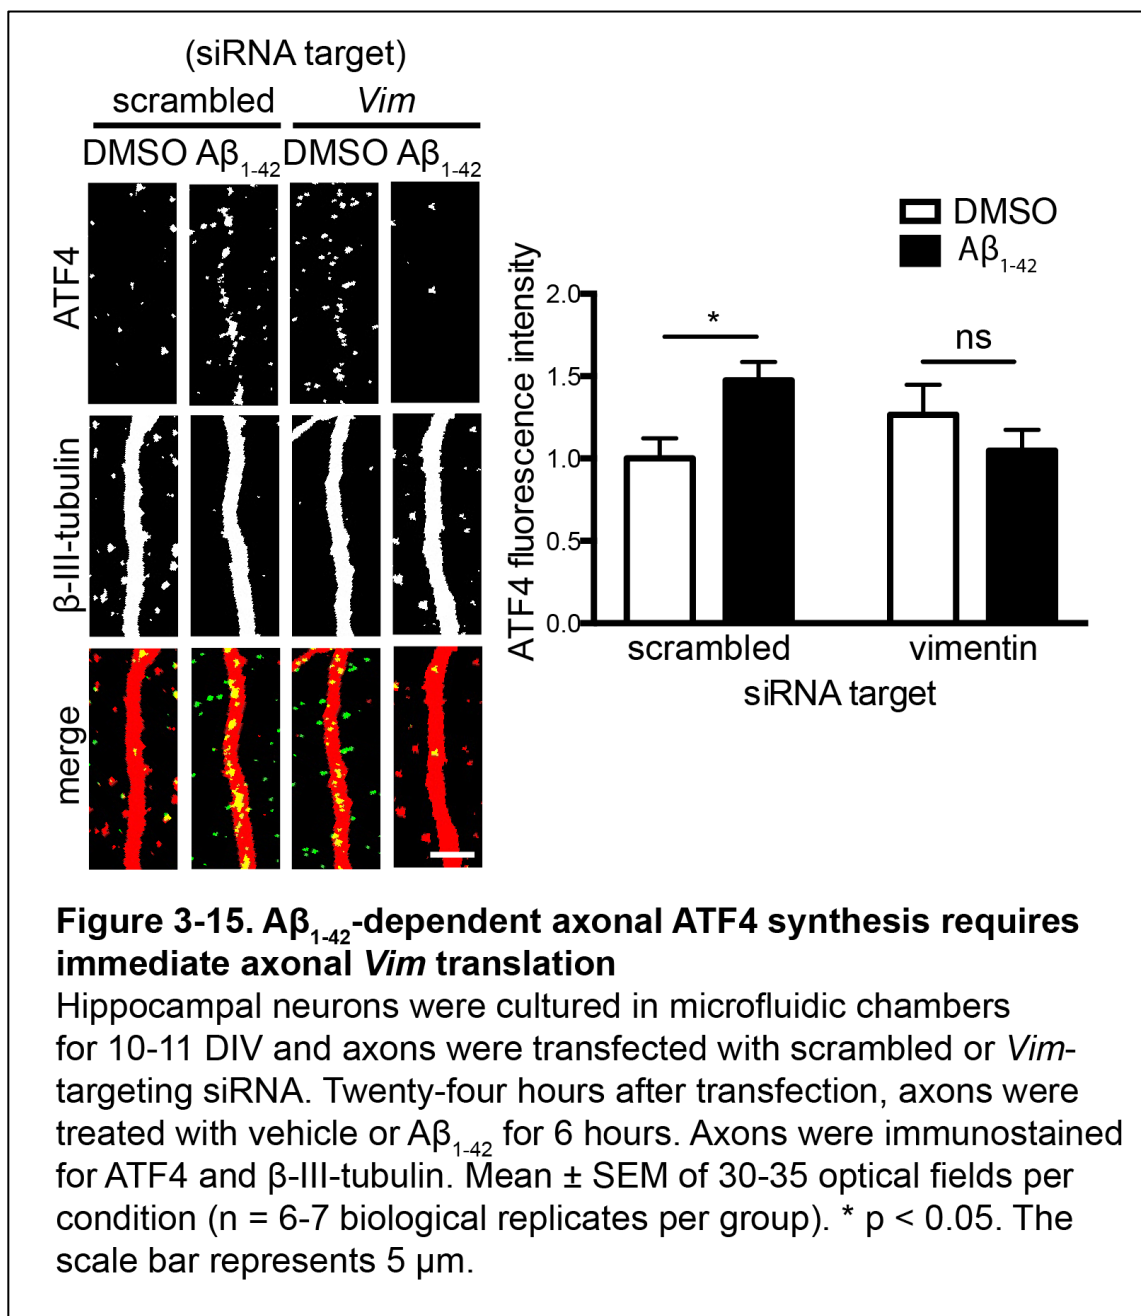 (siRNA target)
scrambled Vim
DMSO Aβ1-42 DMSO Aβ1-42
ATF4
β-III-tubulin
merge
DMSO
Aβ1-42
ATF4 fluorescence intensity
2.0
1.5
1.0
0.5
0.0
*
ns
scrambled vimentin
siRNA target
Figure 3-15. Aβ1-42-dependent axonal ATF4 synthesis requires
immediate axonal Vim translation
Hippocampal neurons were cultured in microfluidic chambers
for 10-11 DIV and axons were transfected with scrambled or Vim-
targeting siRNA. Twenty-four hours after transfection, axons were
treated with vehicle or Aβ1-42 for 6 hours. Axons were immunostained
for ATF4 and β-III-tubulin. Mean ± SEM of 30-35 optical fields per
condition (n = 6-7 biological replicates per group). * p < 0.05. The
scale bar represents 5 µm.